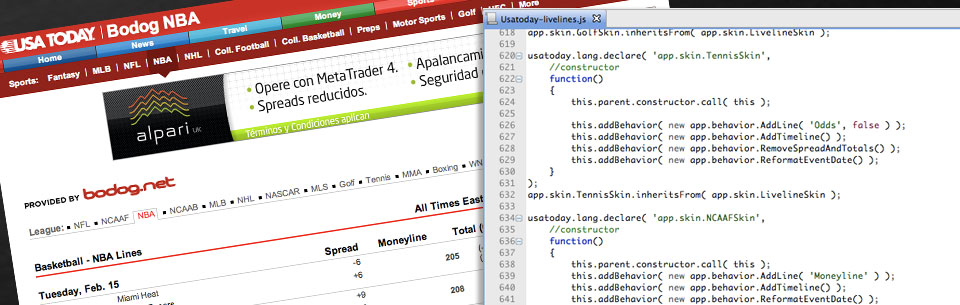 USA TODAY. Bodog NBA
Home News Travel Money Sports
Sports: Fantasy MLB NFL NBA NHL Coll. Football Coll. Basketball Preps Motor Sports Golf UFC Horse
alpari UK
• Opere con MetaTrader 4.
• Spreads reducidos.
Apalancami
• Seguridad
Términos y Condiciones aplican
PROVIDED BY bodog.net
League: ▪ NFL ▪ NCAAF NBA ▪ NCAAB ▪ MLB ▪ NHL ▪ NASCAR ▪ MLS ▪ Golf ▪ Tennis ▪ MMA ▪ Boxing ▪ WN
All Times East
Basketball - NBA Lines
Spread Moneyline Total (
Tuesday, Feb. 15
-6 205
Miami Heat +6
+9 208
Usatoday-livelines.js
618 app.skin.GolfSkin.inheritsFrom( app.skin.LivelineSkin );
619
620 usatoday.lang.declare( 'app.skin.TennisSkin',
621 //constructor
622 function()
623 {
624 this.parent.constructor.call( this );
625
626 this.addBehavior( new app.behavior.AddLine( 'Odds', false ) );
627 this.addBehavior( new app.behavior.AddTimeline() );
628 this.addBehavior( new app.behavior.RemoveSpreadAndTotals() );
629 this.addBehavior( new app.behavior.ReformatEventDate() );
630 }
631 );
632 app.skin.TennisSkin.inheritsFrom( app.skin.LivelineSkin );
633
634 usatoday.lang.declare( 'app.skin.NCAAFSkin',
635 //constructor
636 function()
637 {
638 this.parent.constructor.call( this );
639 this.addBehavior( new app.behavior.AddLine( 'Moneyline' ) );
640 this.addBehavior( new app.behavior.AddTimeline() );
641 this.addBehavior( new app.behavior.ReformatEventDate() );